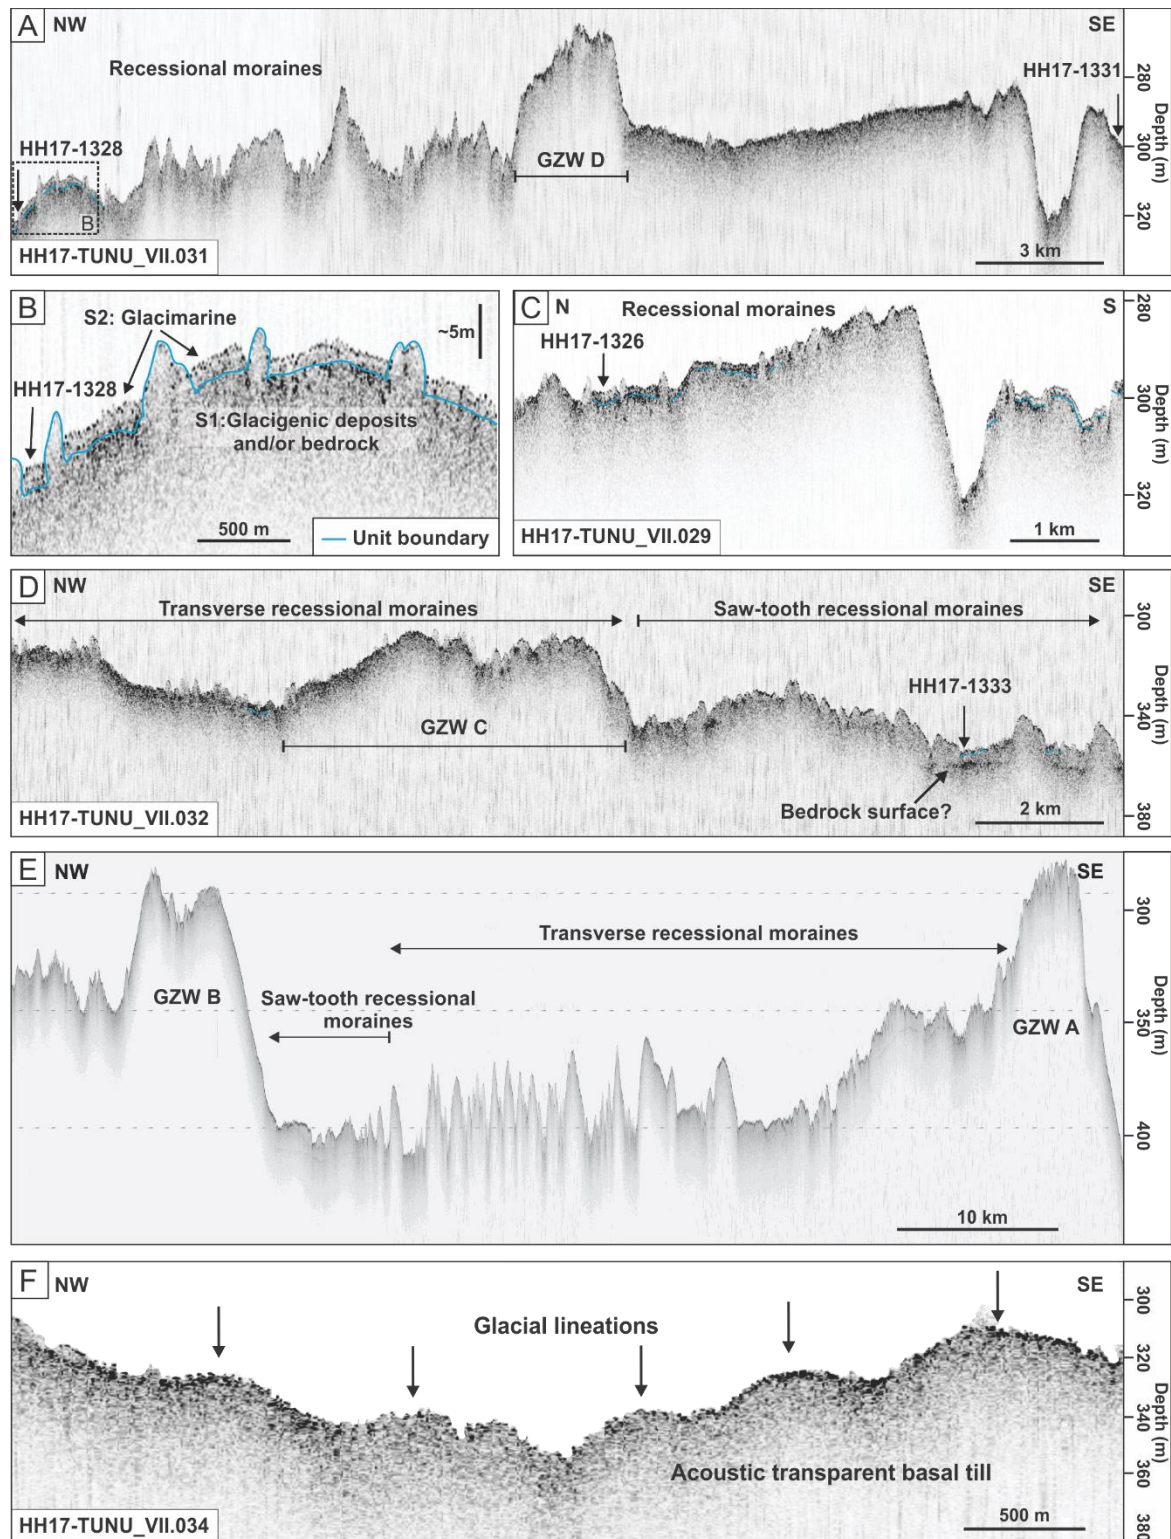 A NW SE
Recessional moraines
HH17-1331
HH17-1328
GZW D
B
HH17-TUNU_VII.031
3 km
280
300
320
Depth (m)
B
S2: Glacimarine
~5m
HH17-1328
S1:Glacigenic deposits
and/or bedrock
500 m
Unit boundary
C N S
Recessional moraines
HH17-1326
HH17-TUNU_VII.029
1 km
280
300
320
Depth (m)
D NW SE
Transverse recessional moraines
Saw-tooth recessional moraines
HH17-1333
GZW C
Bedrock surface?
HH17-TUNU_VII.032
2 km
300
340
380
Depth (m)
E NW SE
Transverse recessional moraines
GZW B
Saw-tooth recessional
moraines
GZW A
10 km
300
350
400
Depth (m)
F NW SE
Glacial lineations
Acoustic transparent basal till
HH17-TUNU_VII.034
500 m
300
320
340
360
380
Depth (m)